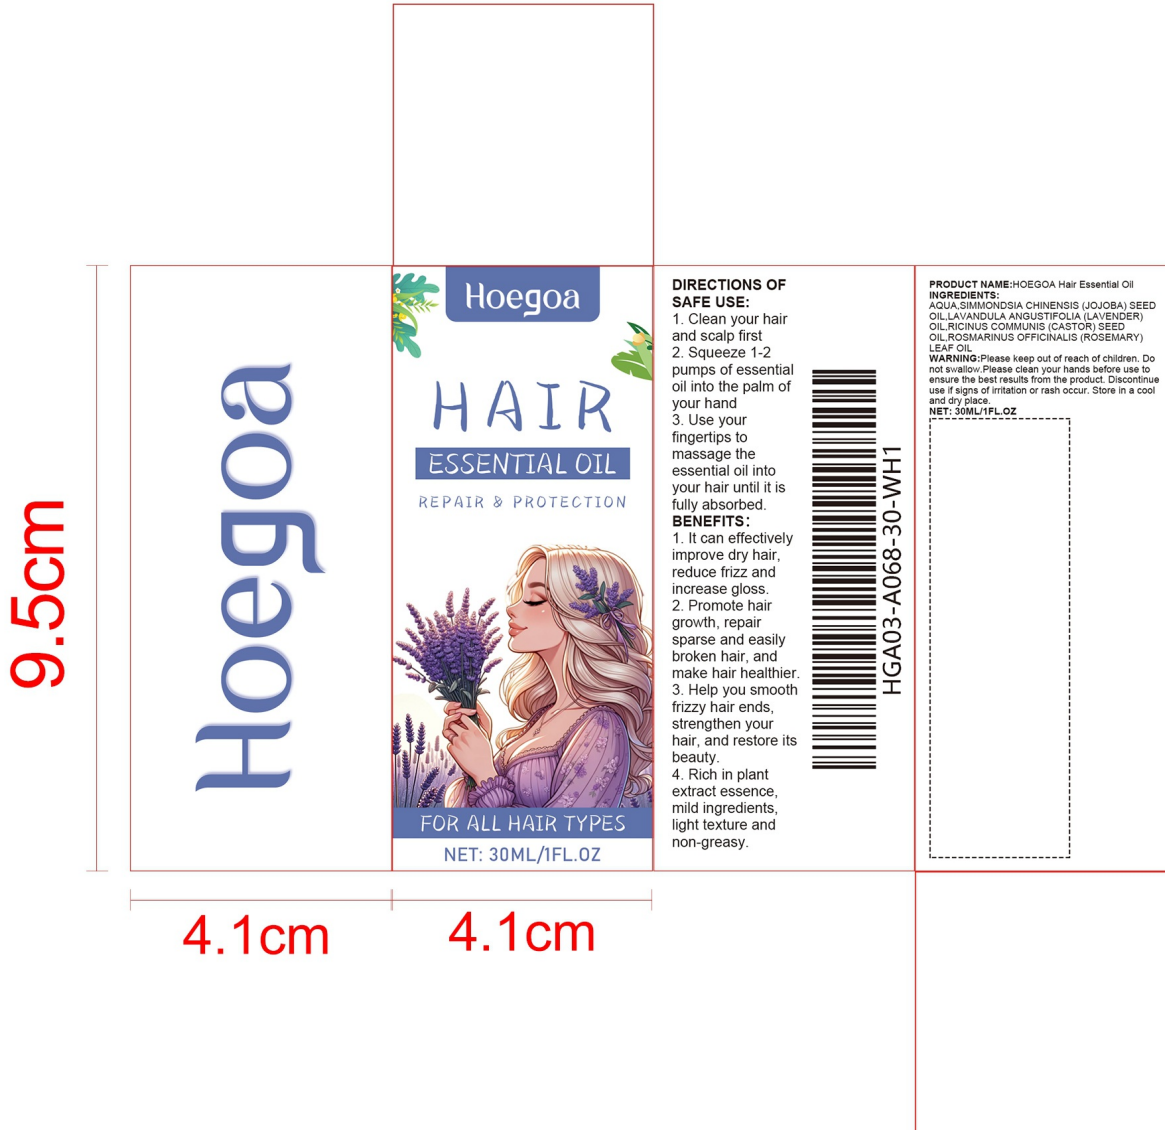 Hoegoa
Hoegoa
HAIR
ESSENTIAL OIL
REPAIR & PROTECTION
FOR ALL HAIR TYPES
NET: 30ML/1FL.OZ
DIRECTIONS OF
SAFE USE:
1. Clean your hair
and scalp first
2. Squeeze 1-2
pumps of essential
oil into the palm of
your hand
3. Use your
fingertips to
massage the
essential oil into
your hair until it is
fully absorbed.
BENEFITS:
1. It can effectively
improve dry hair,
reduce frizz and
increase gloss.
2. Promote hair
growth, repair
sparse and easily
broken hair, and
make hair healthier.
3. Help you smooth
frizzy hair ends,
strengthen your
hair, and restore its
beauty.
4. Rich in plant
extract essence,
mild ingredients,
light texture and
non-greasy.
HGA03-A068-30-WH1
PRODUCT NAME:HOEGOA Hair Essential Oil
INGREDIENTS:
AQUA,SIMMONDSIA CHINENSIS (JOJOBA) SEED
OIL,LAVANDULA ANGUSTIFOLIA (LAVENDER)
OIL,RICINUS COMMUNIS (CASTOR) SEED
OIL,ROSMARINUS OFFICINALIS (ROSEMARY)
LEAF OIL
WARNING:Please keep out of reach of children. Do
not swallow.Please clean your hands before use to
ensure the best results from the product. Discontinue
use if signs of irritation or rash occur. Store in a cool
and dry place.
NET: 30ML/1FL.OZ
9.5cm
4.1cm
4.1cm